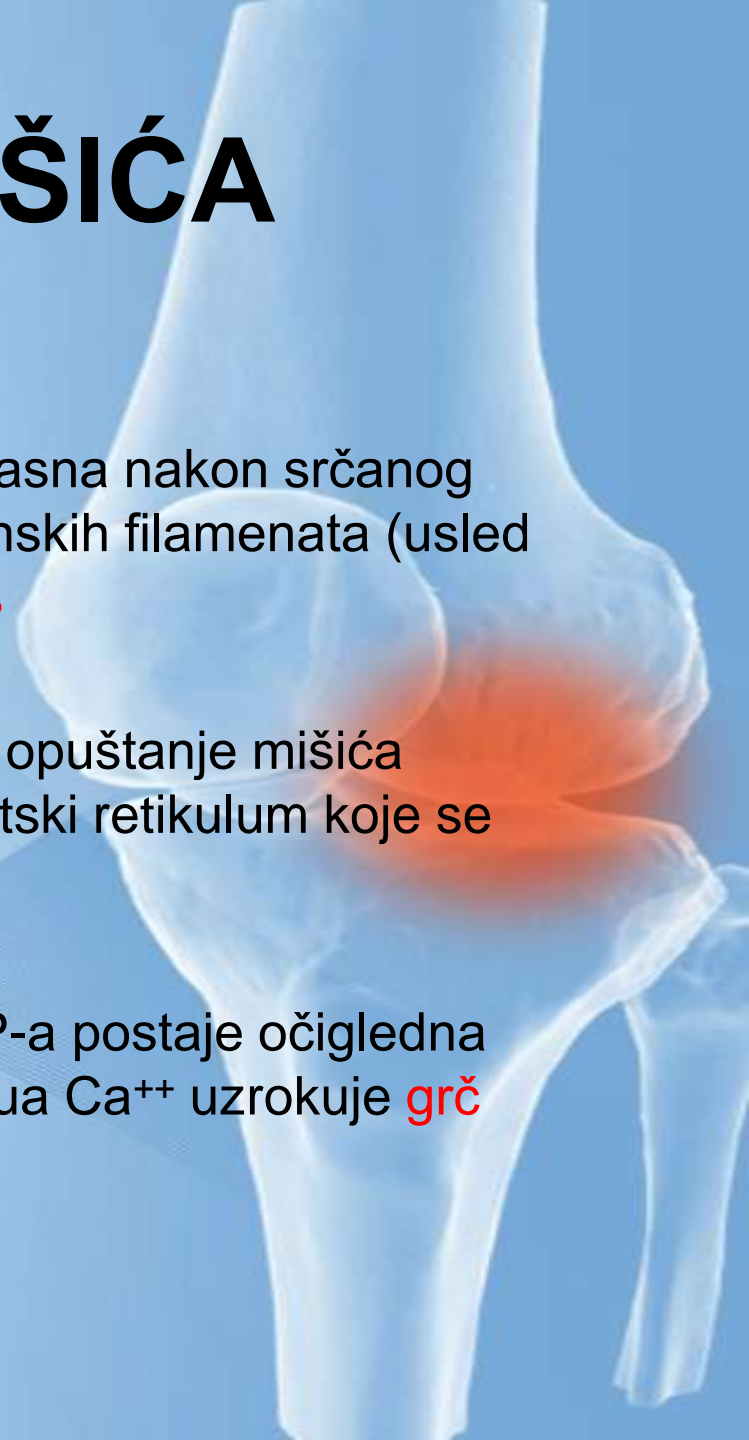 ŠIĆA
asna nakon srčanog
nskih filamenata (usled
opuštanje mišića
tski retikulum koje se
P-a postaje očigledna
ua Ca⁺⁺ uzrokuje grč